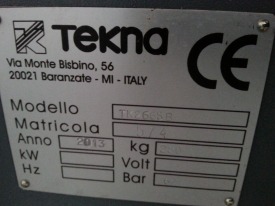 TK TEKNA
Via Monte Bisbino, 56
20021 Baranzate - MI - ITALY
CE
Modello
Matricola
Anno 2013 kg
kW Volt
Hz Bar